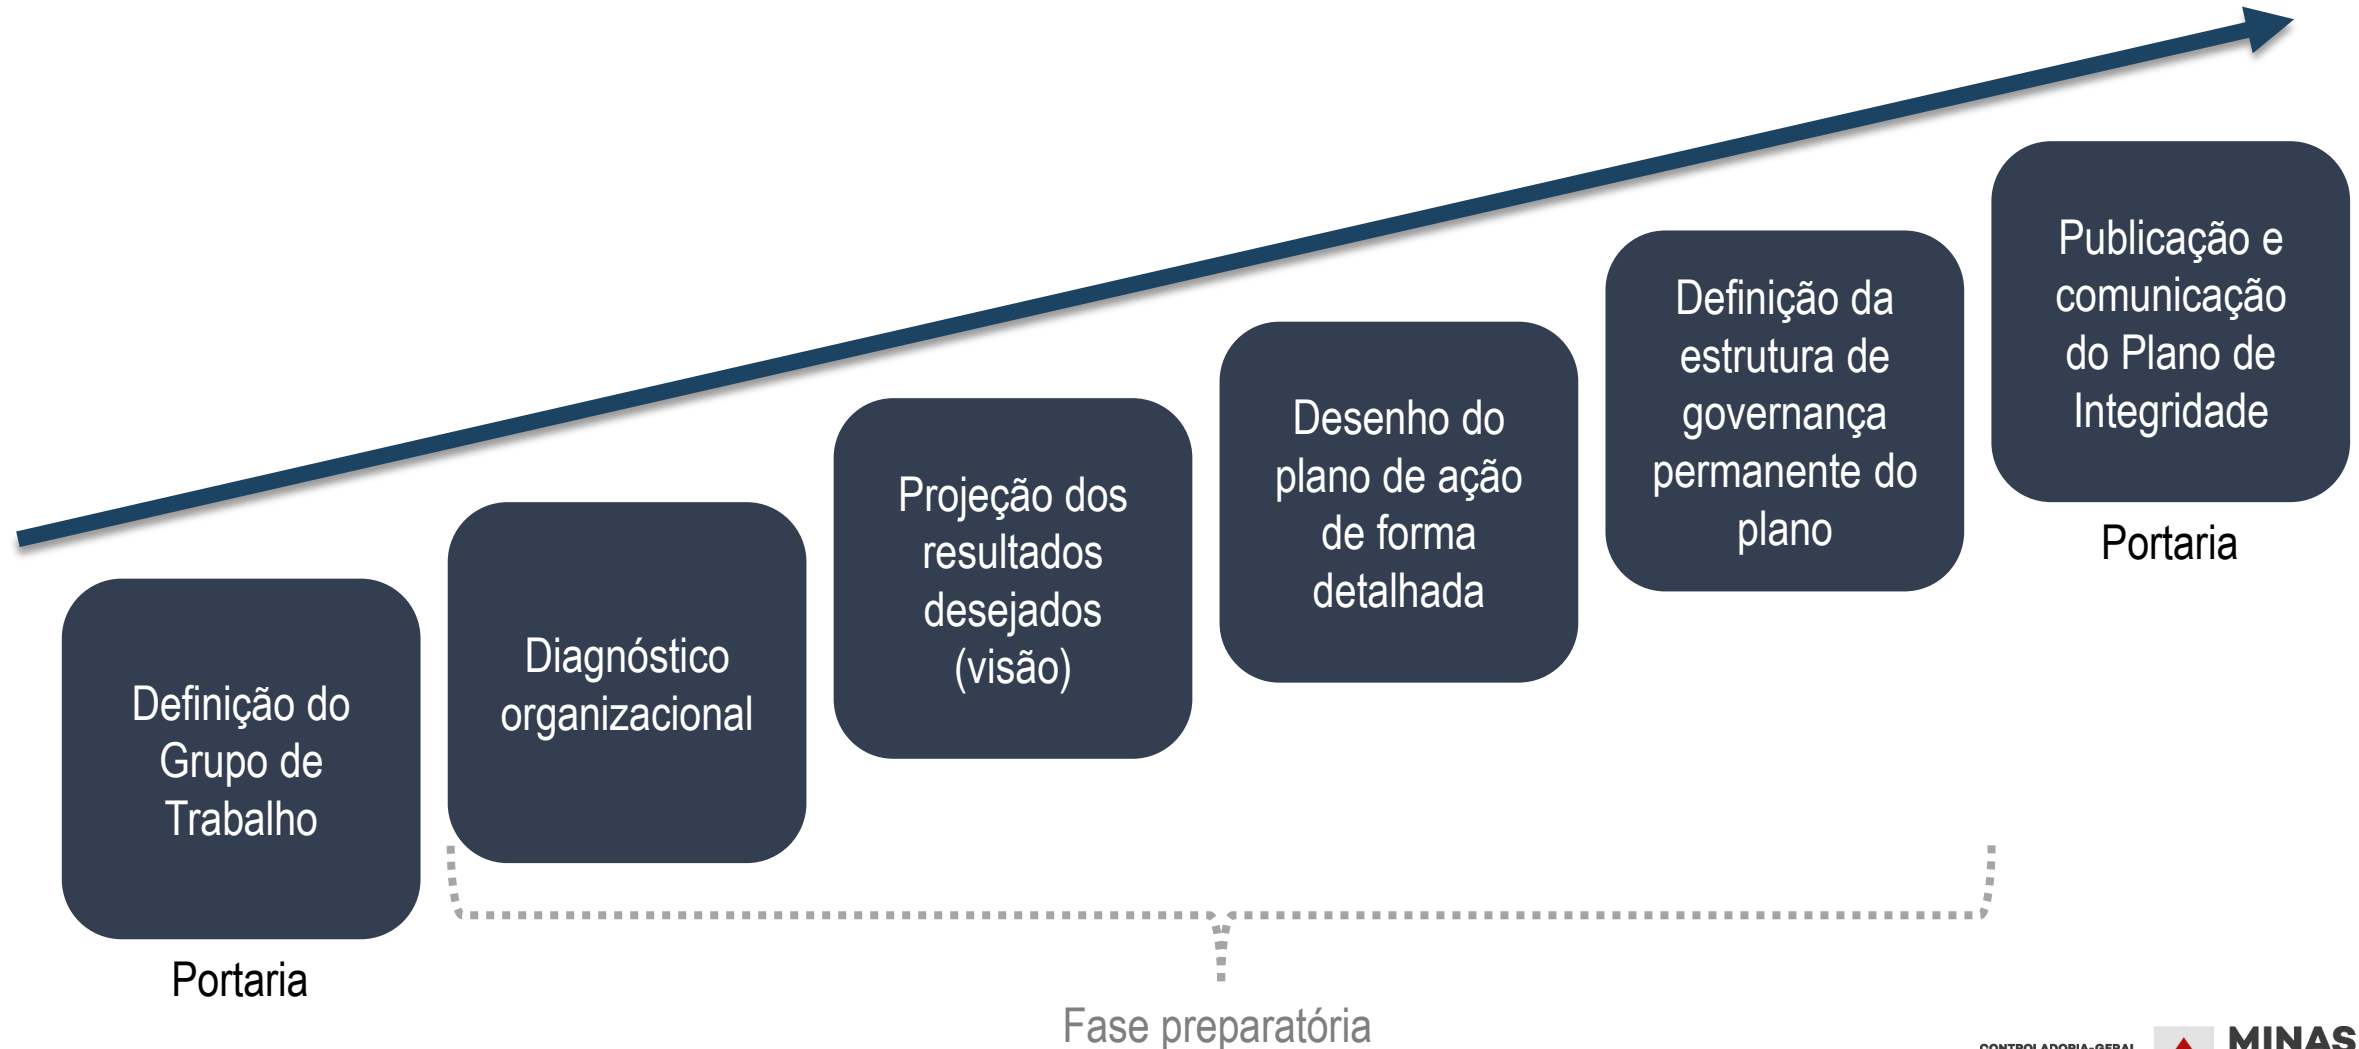 Definição do
Grupo de
Trabalho
Portaria
Diagnóstico
organizacional
Projeção dos
resultados
desejados
(visão)
Desenho do
plano de ação
de forma
detalhada
Definição da
estrutura de
governança
permanente do
plano
Publicação e
comunicação
do Plano de
Integridade
Portaria
Fase preparatória
CONTROLADORIA-GERAL
MINAS